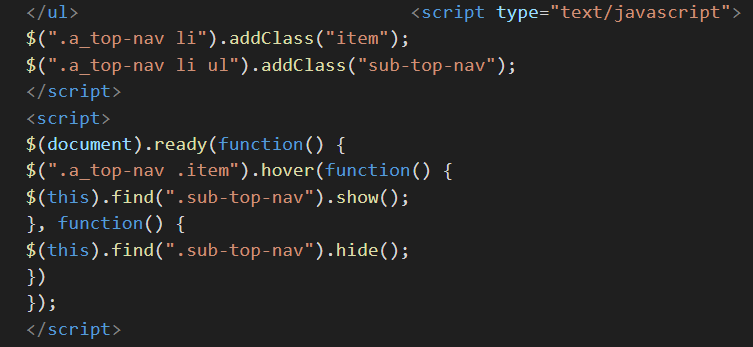 </ul> <script type="text/javascript">
$(".a_top-nav li").addClass("item");
$(".a_top-nav li ul").addClass("sub-top-nav");
</script>
<script>
$(document).ready(function() {
$(".a_top-nav .item").hover(function() {
$(this).find(".sub-top-nav").show();
}, function() {
$(this).find(".sub-top-nav").hide();
})
});
</script>